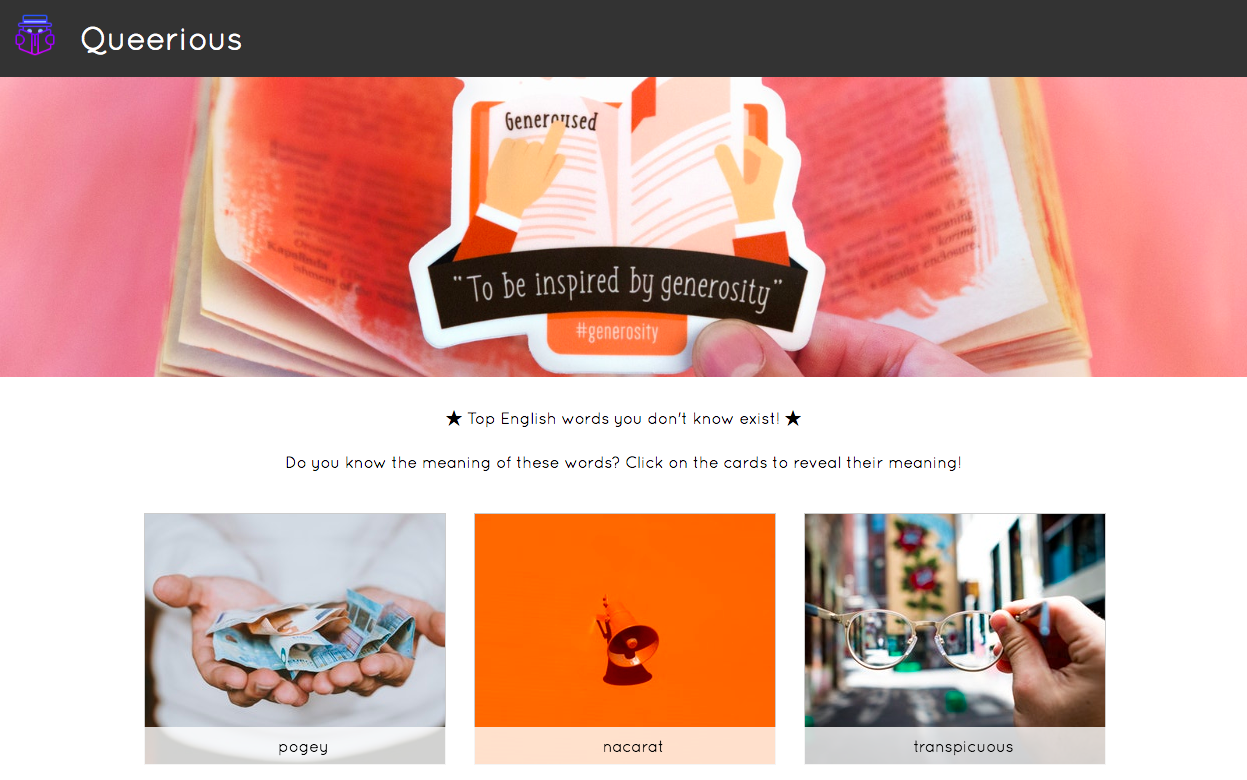 Queerious
Generoused
"To be inspired by generosity"
#generosity
★ Top English words you don't know exist! ★
Do you know the meaning of these words? Click on the cards to reveal their meaning!
pogey
nacarat
transpicuous